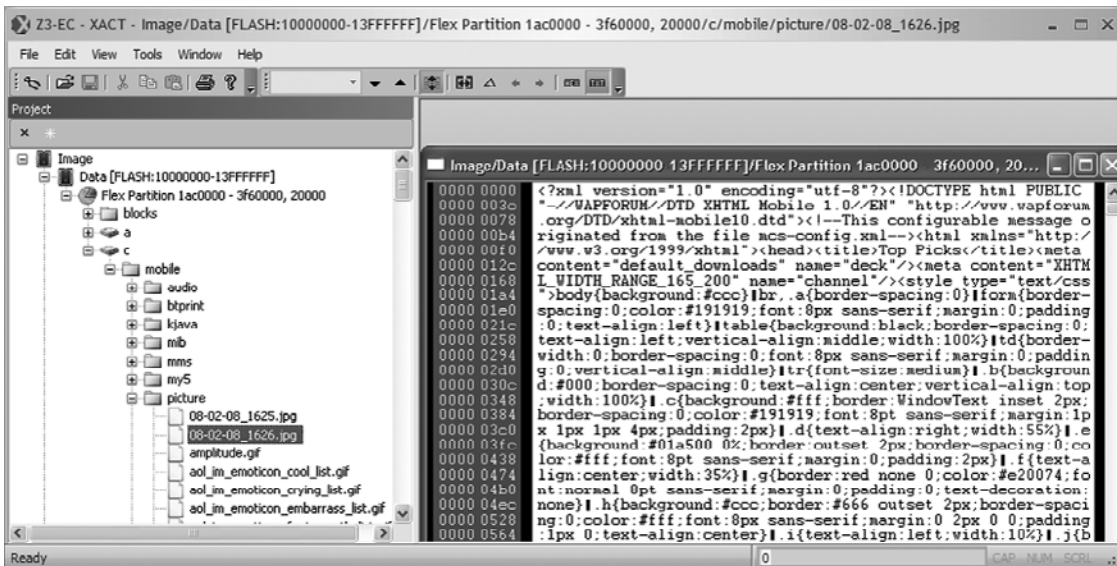 Z3-EC - XACT - Image/Data [FLASH:10000000-13FFFFFF]/Flex Partition 1ac0000 - 3f60000, 20000/c/mobile/picture/08-02-08_1626.jpg
File Edit View Tools Window Help
Project
Image
Data [FLASH:10000000-13FFFFFF]
Flex Partition 1ac0000 - 3f60000, 20000
blocks
a
c
mobile
audio
btprint
kjava
mib
mms
my5
picture
08-02-08_1625.jpg
08-02-08_1626.jpg
amplitude.gif
aol_im_emoticon_cool_list.gif
aol_im_emoticon_crying_list.gif
aol_im_emoticon_embarrass_list.gif
Image/Data [FLASH:10000000-13FFFFFF]/Flex Partition 1ac0000 - 3f60000, 20...
0000 0000 <?xml version="1.0" encoding="utf-8"?><!DOCTYPE html PUBLIC
0000 003c "-//WAPFORUM//DTD XHTML Mobile 1.0//EN" "http://www.wapforum
0000 0078 .org/DTD/xhtml-mobile10.dtd"><!--This configurable message o
0000 00b4 riginated from the file mcs-config.xml--><html xmlns="http:/
0000 00f0 /www.w3.org/1999/xhtml"><head><title>Top Picks</title><meta
0000 012c content="default_downloads" name="deck"/><meta content="XHTM
0000 0168 L_WIDTH_RANGE_165_200" name="channel"/><style type="text/css
0000 01a4 ">body{background:#ccc}▮br,.a{border-spacing:0}▮form{border-
0000 01e0 spacing:0;color:#191919;font:8px sans-serif;margin:0;padding
0000 021c :0;text-align:left}▮table{background:black;border-spacing:0;
0000 0258 text-align:left;vertical-align:middle;width:100%}▮td{border-
0000 0294 width:0;border-spacing:0;font:8px sans-serif;margin:0;paddin
0000 02d0 g:0;vertical-align:middle}▮tr{font-size:medium}▮.b{backgroun
0000 030c d:#000;border-spacing:0;text-align:center;vertical-align:top
0000 0348 ;width:100%}▮.c{background:#fff;border:WindowText inset 2px;
0000 0384 border-spacing:0;color:#191919;font:8pt sans-serif;margin:1p
0000 03c0 x 1px 1px 4px;padding:2px}▮.d{text-align:right;width:55%}▮.e
0000 03fc {background:#01a500 0%;border:outset 2px;border-spacing:0;co
0000 0438 lor:#fff;font:8pt sans-serif;margin:0;padding:2px}▮.f{text-a
0000 0474 lign:center;width:35%}▮.g{border:red none 0;color:#e20074;fo
0000 04b0 nt:normal 0pt sans-serif;margin:0;padding:0;text-decoration:
0000 04ec none}▮.h{background:#ccc;border:#666 outset 2px;border-spaci
0000 0528 ng:0;color:#fff;font:8px sans-serif;margin:0 2px 0 0;padding
0000 0564 :1px 0;text-align:center}▮.i{text-align:left;width:10%}▮.j{b
Ready 0 CAP NUM SCRL